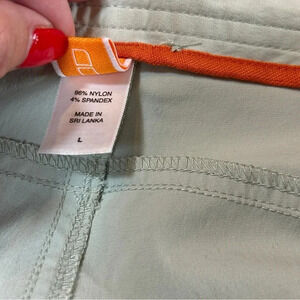 96% NYLON
4% SPANDEX
MADE IN
SRI LANKA
L